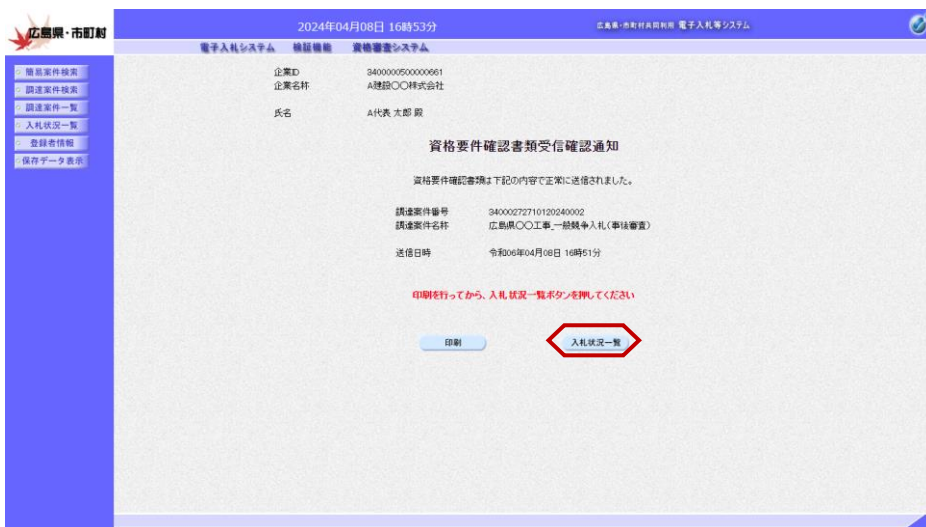 広島県・市町村
2024年04月08日 16時53分
広島県・市町村共同利用 電子入札等システム
電子入札システム 検証機能 資格審査システム
簡易案件検索
調達案件検索
調達案件一覧
入札状況一覧
登録者情報
保存データ表示
企業ID 3400000500000661
企業名称 A建設〇〇株式会社
氏名 A代表 太郎 殿
資格要件確認書類受信確認通知
資格要件確認書類は下記の内容で正常に送信されました。
調達案件番号 34000272710120240002
調達案件名称 広島県〇〇工事_一般競争入札(事後審査)
送信日時 令和06年04月08日 16時51分
印刷を行ってから、入札状況一覧ボタンを押してください
印刷 入札状況一覧